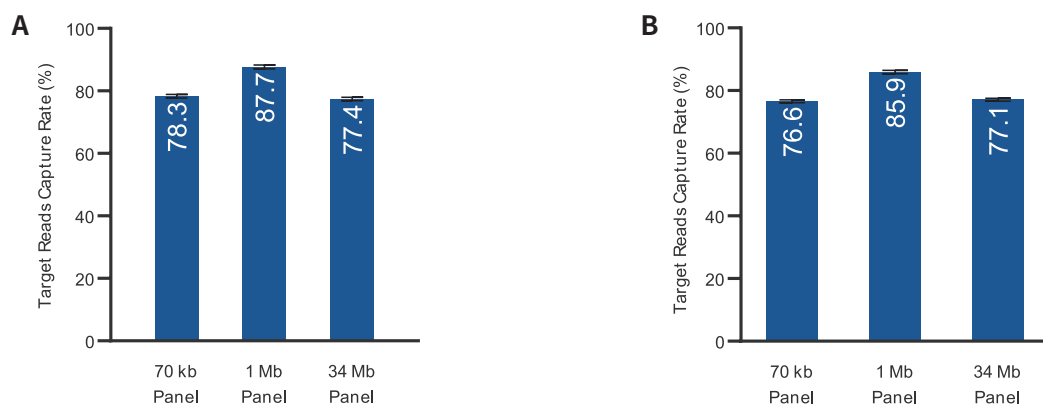 A
Target Reads Capture Rate (%)
100
80
60
40
20
0
78.3
87.7
77.4
70 kb
Panel
1 Mb
Panel
34 Mb
Panel
B
Target Reads Capture Rate (%)
100
80
60
40
20
0
76.6
85.9
77.1
70 kb
Panel
1 Mb
Panel
34 Mb
Panel